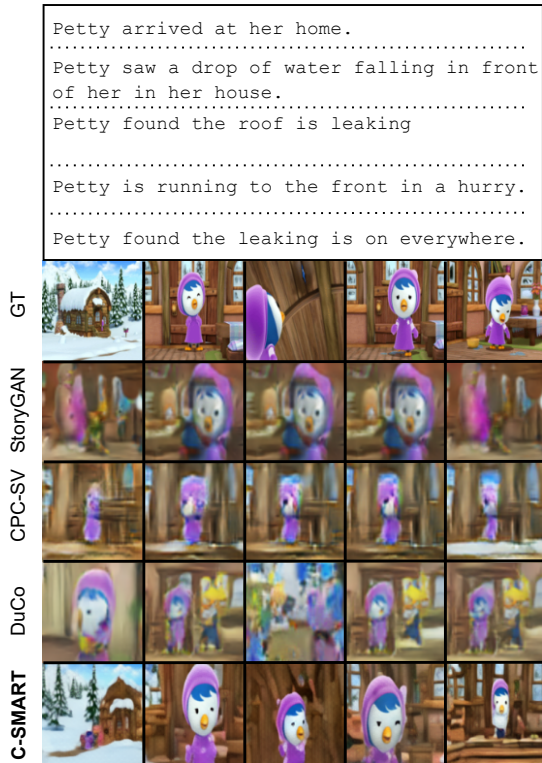 Petty arrived at her home.
Petty saw a drop of water falling in front
of her in her house.
Petty found the roof is leaking
Petty is running to the front in a hurry.
Petty found the leaking is on everywhere.
GT
StoryGAN
CPC-SV
DuCo
C-SMART